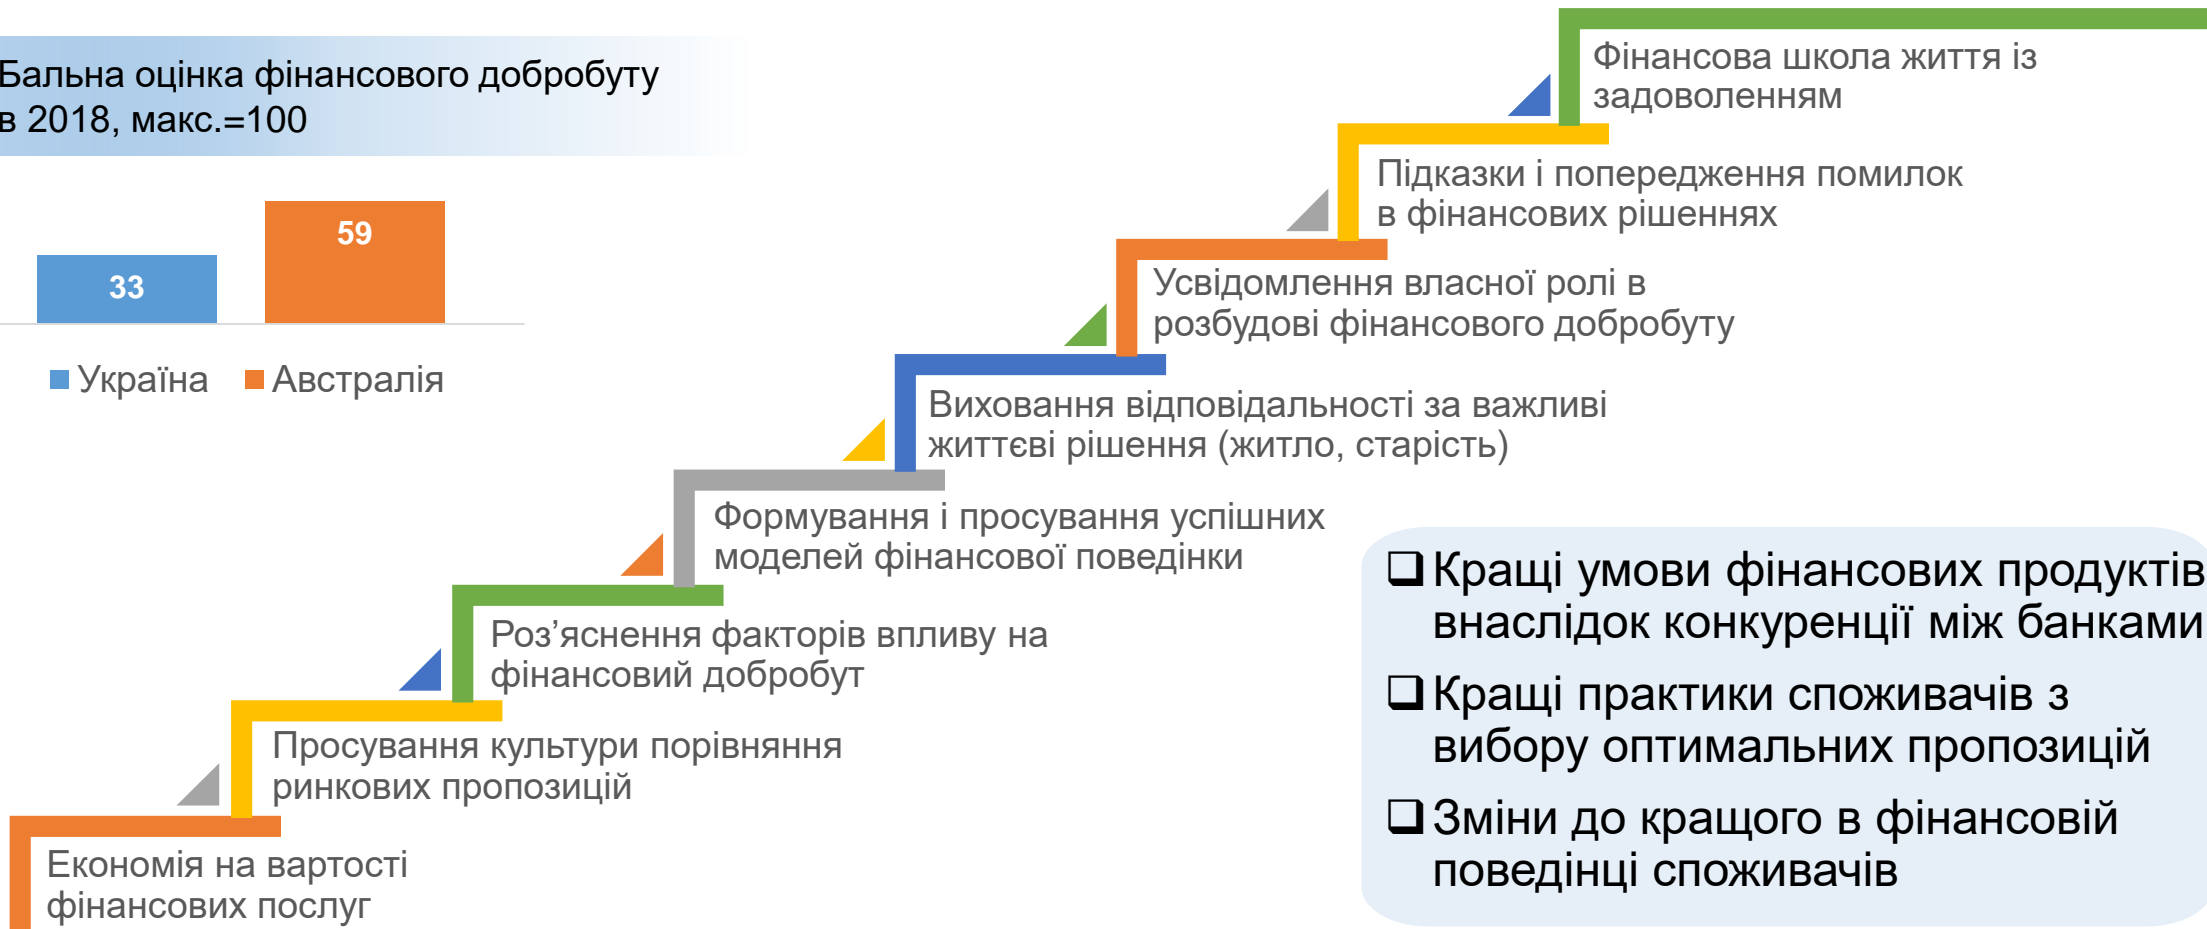 Бальна оцінка фінансового добробуту
в 2018, макс.=100
33
59
Україна
Австралія
Фінансова школа життя із
задоволенням
Підказки і попередження помилок
в фінансових рішеннях
Усвідомлення власної ролі в
розбудові фінансового добробуту
Виховання відповідальності за важливі
життєві рішення (житло, старість)
Формування і просування успішних
моделей фінансової поведінки
Роз’яснення факторів впливу на
фінансовий добробут
Просування культури порівняння
ринкових пропозицій
Економія на вартості
фінансових послуг
Кращі умови фінансових продуктів
внаслідок конкуренції між банками
Кращі практики споживачів з
вибору оптимальних пропозицій
Зміни до кращого в фінансовій
поведінці споживачів